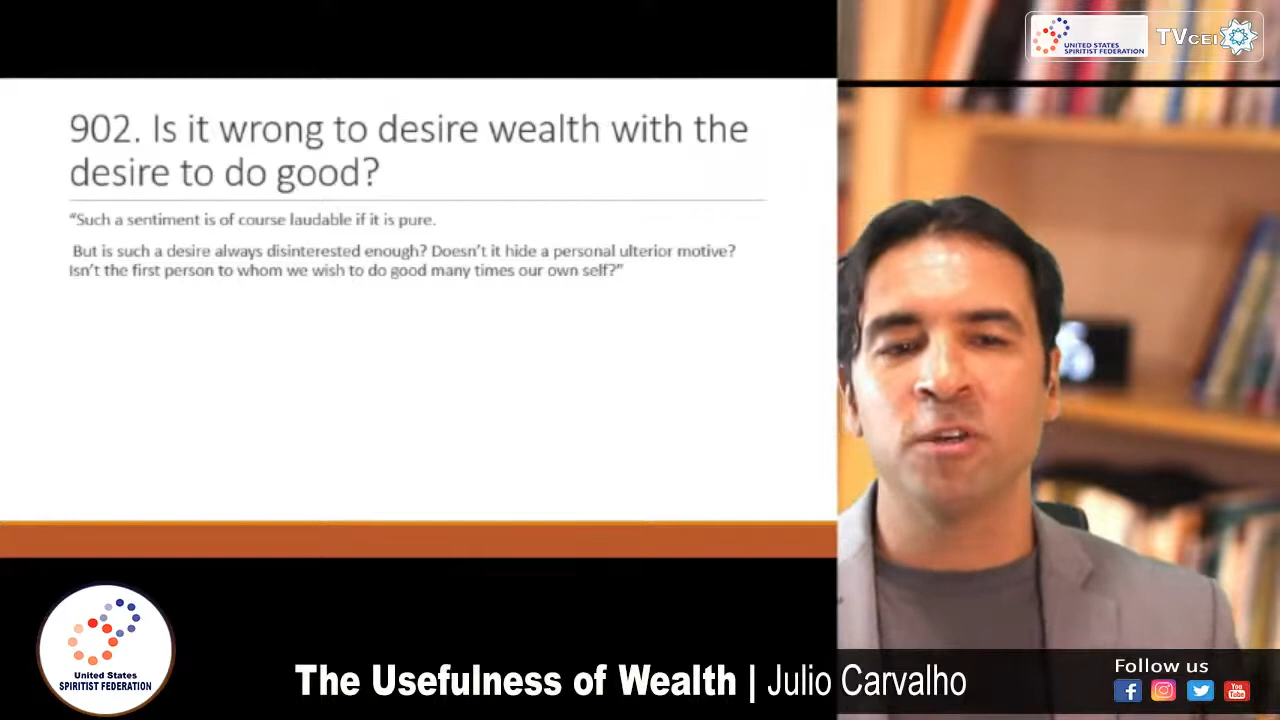 UNITED STATES
SPIRITIST FEDERATION
TVCEI
902. Is it wrong to desire wealth with the
desire to do good?
“Such a sentiment is of course laudable if it is pure.
But is such a desire always disinterested enough? Doesn’t it hide a personal ulterior motive?
Isn’t the first person to whom we wish to do good many times our own self?”
United States
SPIRITIST FEDERATION
The Usefulness of Wealth | Julio Carvalho
Follow us
You
Tube